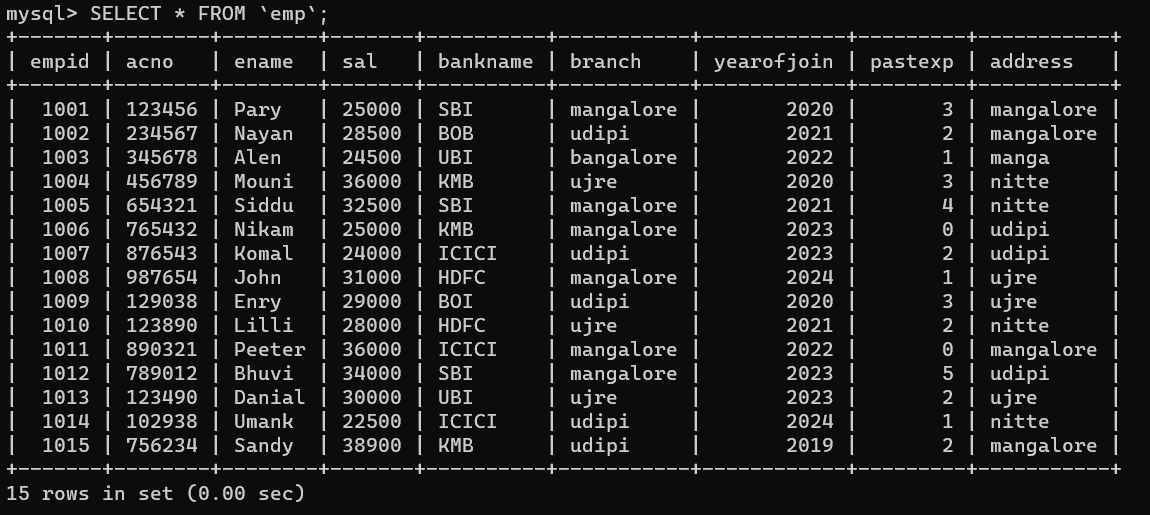 mysql> SELECT * FROM `emp`;
+-------+--------+--------+-------+----------+-----------+------------+---------+-----------+
| empid | acno   | ename  | sal   | bankname | branch    | yearofjoin | pastexp | address   |
+-------+--------+--------+-------+----------+-----------+------------+---------+-----------+
|  1001 | 123456 | Pary   | 25000 | SBI      | mangalore |       2020 |       3 | mangalore |
|  1002 | 234567 | Nayan  | 28500 | BOB      | udipi     |       2021 |       2 | mangalore |
|  1003 | 345678 | Alen   | 24500 | UBI      | bangalore |       2022 |       1 | manga     |
|  1004 | 456789 | Mouni  | 36000 | KMB      | ujre      |       2020 |       3 | nitte     |
|  1005 | 654321 | Siddu  | 32500 | SBI      | mangalore |       2021 |       4 | nitte     |
|  1006 | 765432 | Nikam  | 25000 | KMB      | mangalore |       2023 |       0 | udipi     |
|  1007 | 876543 | Komal  | 24000 | ICICI    | udipi     |       2023 |       2 | udipi     |
|  1008 | 987654 | John   | 31000 | HDFC     | mangalore |       2024 |       1 | ujre      |
|  1009 | 129038 | Enry   | 29000 | BOI      | udipi     |       2020 |       3 | ujre      |
|  1010 | 123890 | Lilli  | 28000 | HDFC     | ujre      |       2021 |       2 | nitte     |
|  1011 | 890321 | Peeter | 36000 | ICICI    | mangalore |       2022 |       0 | mangalore |
|  1012 | 789012 | Bhuvi  | 34000 | SBI      | mangalore |       2023 |       5 | udipi     |
|  1013 | 123490 | Danial | 30000 | UBI      | ujre      |       2023 |       2 | ujre      |
|  1014 | 102938 | Umank  | 22500 | ICICI    | udipi     |       2024 |       1 | nitte     |
|  1015 | 756234 | Sandy  | 38900 | KMB      | udipi     |       2019 |       2 | mangalore |
+-------+--------+--------+-------+----------+-----------+------------+---------+-----------+
15 rows in set (0.00 sec)